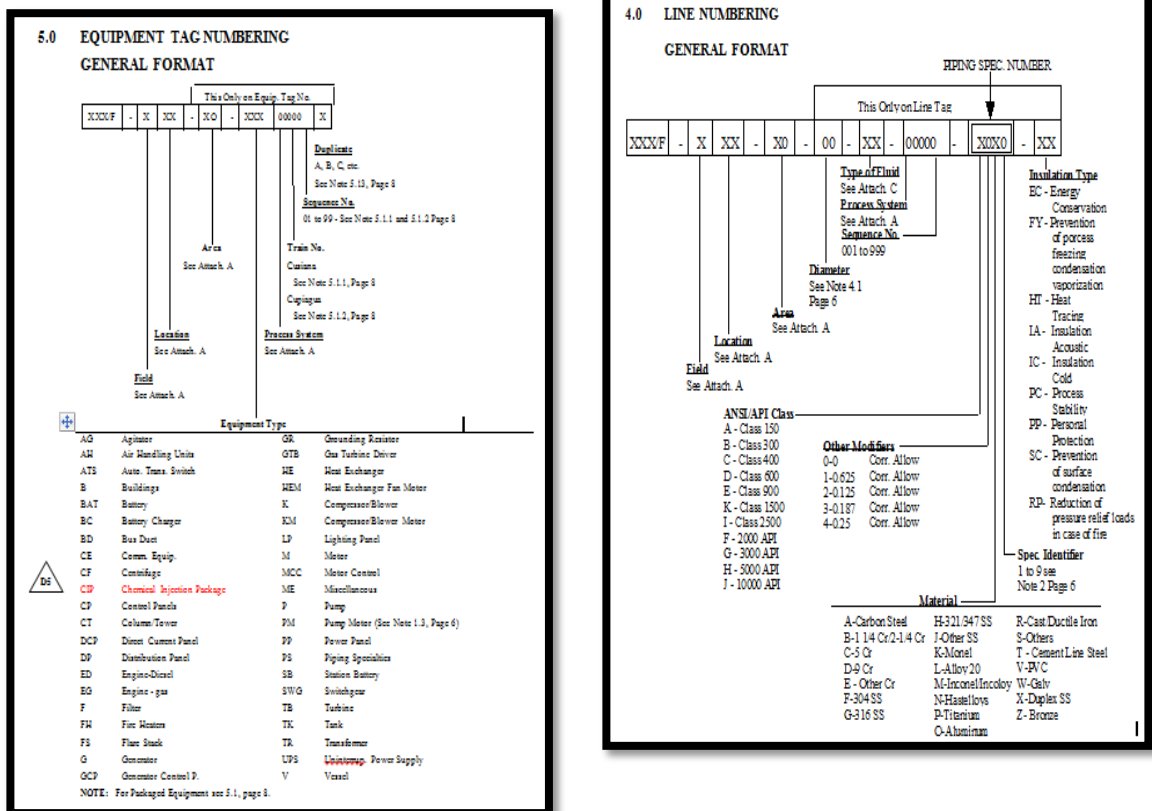 5.0 EQUIPMENT TAG NUMBERING
GENERAL FORMAT
This Only on Equip. Tag No.
XXX/F - X XX - XO - XXX 00000 X
Duplicate
A, B, C, etc.
See Note 5.13, Page 8
Sequence No.
01 to 99 - See Note 5.1.1 and 5.1.2 Page 8
Area
See Attach. A
Train No.
Cusiana
See Note 5.1.1, Page 8
Cupiagua
See Note 5.1.2, Page 8
Location
See Attach. A
Process System
See Attach. A
Field
See Attach. A
Equipment Type
AG Agitator GR Grounding Resistor
AH Air Handling Units GTB Gas Turbine Driver
ATS Auto. Trans. Switch HE Heat Exchanger
B Buildings HEM Heat Exchanger Fan Motor
BAT Battery K Compressor/Blower
BC Battery Charger KM Compressor/Blower Motor
BD Bus Duct LP Lighting Panel
CE Comm. Equip. M Motor
CF Centrifuge MCC Motor Control
D5
CIP Chemical Injection Package ME Miscellaneous
CP Control Panels P Pump
CT Column/Tower PM Pump Motor (See Note 1.3, Page 6)
DCP Direct Current Panel PP Power Panel
DP Distribution Panel PS Piping Specialties
ED Engine-Diesel SB Station Battery
EG Engine - gas SWG Switchgear
F Filter TB Turbine
FH Fire Heaters TK Tank
FS Flare Stack TR Transformer
G Generator UPS Uninterrup. Power Supply
GCP Generator Control P. V Vessel
NOTE: For Packaged Equipment see 5.1, page 8.
4.0 LINE NUMBERING
GENERAL FORMAT
PIPING SPEC. NUMBER
This Only on Line Tag
XXX/F - X XX - X0 - 00 - XX - 00000 - X0X0 - XX
Type of Fluid
See Attach. C
Process System
See Attach. A
Sequence No.
001 to 999
Diameter
See Note 4.1
Page 6
Area
See Attach. A
Location
See Attach. A
Field
See Attach. A
Insulation Type
EC - Energy
Conservation
FY - Prevention
of porcess
freezing
condensation
vaporization
HT - Heat
Tracing
IA - Insulation
Acoustic
IC - Insulation
Cold
PC - Process
Stability
PP - Personal
Protection
SC - Prevention
of surface
condensation
RP- Reduction of
pressure relief loads
in case of fire
ANSI/API Class
A - Class 150
B - Class 300
C - Class 400
D - Class 600
E - Class 900
K - Class 1500
I - Class 2500
F - 2000 API
G - 3000 API
H - 5000 API
J - 10000 API
Other Modifiers
0-0 Corr. Allow
1-0.625 Corr. Allow
2-0.125 Corr. Allow
3-0.187 Corr. Allow
4-0.25 Corr. Allow
Spec. Identifier
1 to 9 see
Note 2 Page 6
Material
A-Carbon Steel H-321/347 SS R-Cast/Ductile Iron
B-1 1/4 Cr/2-1/4 Cr J-Other SS S-Others
C-5 Cr K-Monel T - Cement Line Steel
D-9 Cr L-Alloy 20 V-PVC
E - Other Cr M-Inconel/Incoloy W-Galv
F-304 SS N-Hastelloys X-Duplex SS
G-316 SS P-Titanium Z - Bronze
O-Aluminum